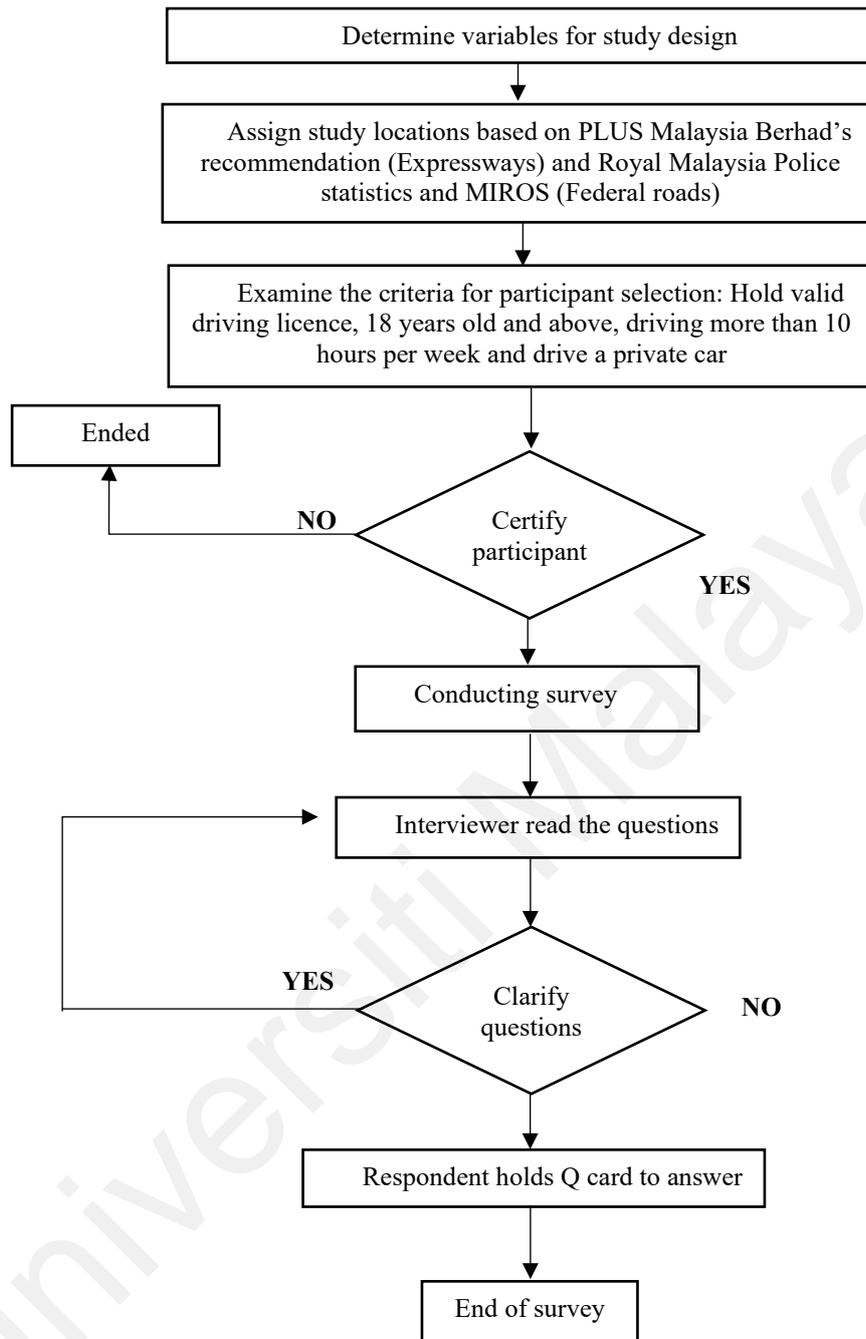 Determine variables for study design
Assign study locations based on PLUS Malaysia Berhad’s
recommendation (Expressways) and Royal Malaysia Police
statistics and MIROS (Federal roads)
Examine the criteria for participant selection: Hold valid
driving licence, 18 years old and above, driving more than 10
hours per week and drive a private car
Ended
NO
Certify
participant
YES
Conducting survey
Interviewer read the questions
YES
Clarify
questions
NO
Respondent holds Q card to answer
End of survey